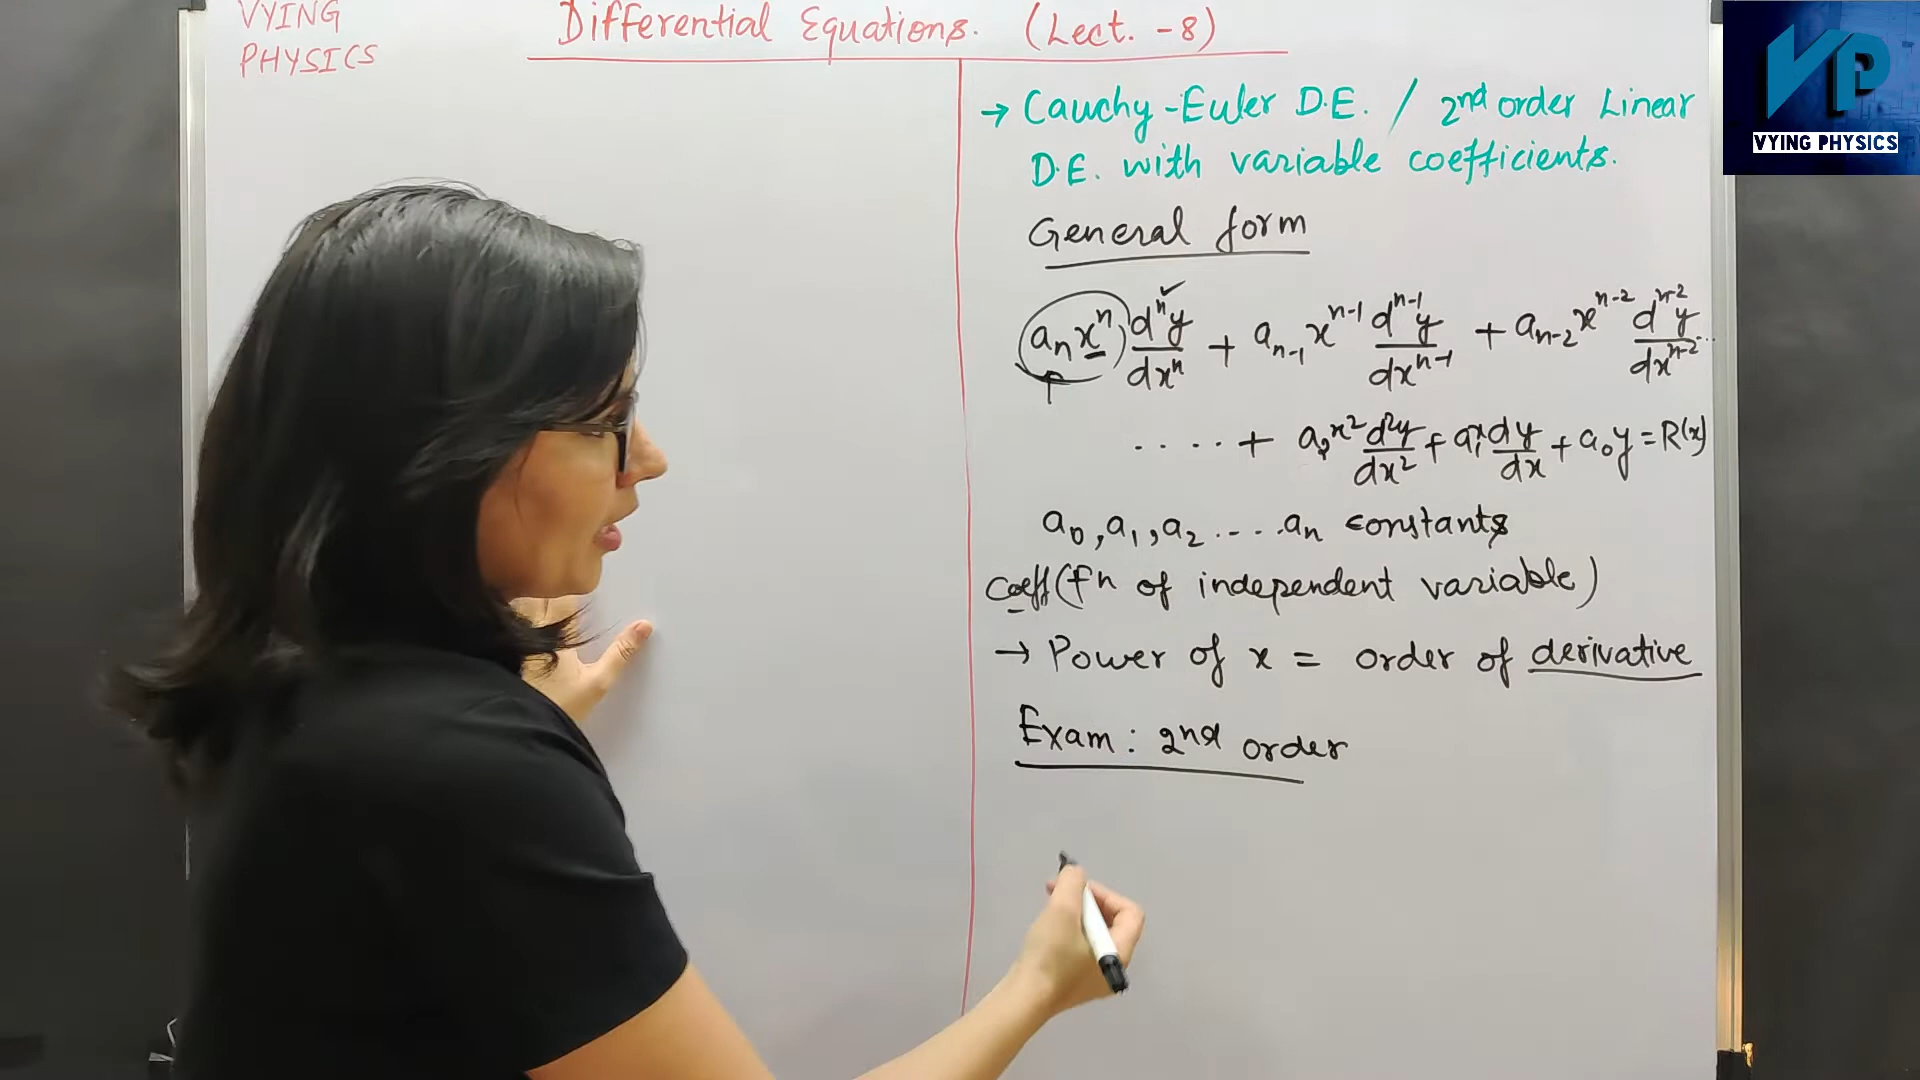 VYING
PHYSICS
Differential Equations. (Lect. -8)
VP
VYING PHYSICS
→ Cauchy-Euler D.E. / 2nd order Linear
D.E. with variable coefficients.
General form
aₙxⁿ dⁿy/dxⁿ + aₙ₋₁xⁿ⁻¹ dⁿ⁻¹y/dxⁿ⁻¹ + aₙ₋₂xⁿ⁻² dⁿ⁻²y/dxⁿ⁻² ...
.....+ a₂x² d²y/dx² + a₁x dy/dx + a₀y = R(x)
a₀, a₁, a₂ .... aₙ constants
Coeff (fⁿ of independent variable)
→ Power of x = order of derivative
Exam : 2nd order